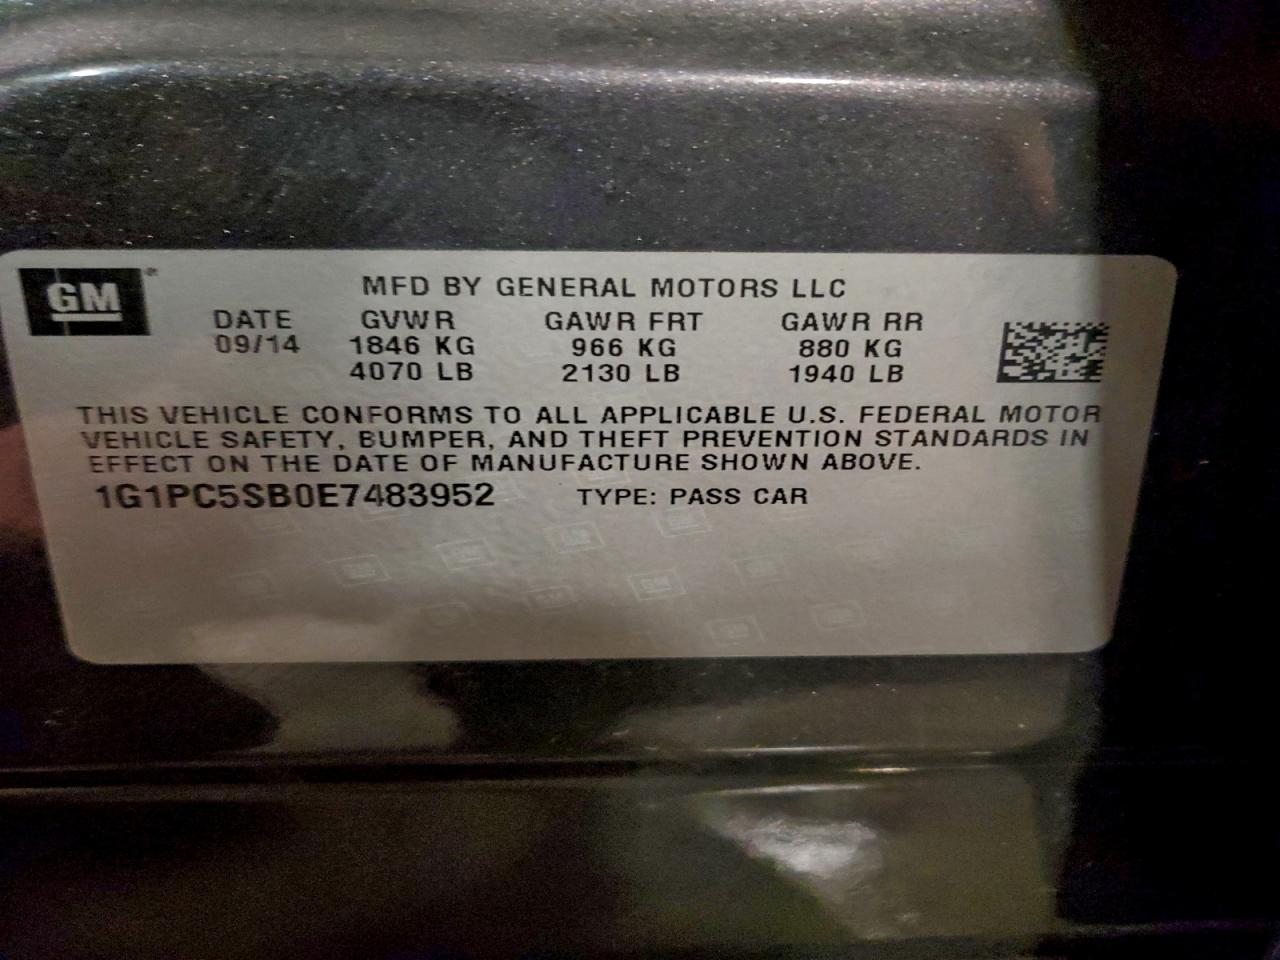 GM
MFD BY GENERAL MOTORS LLC
DATE GVWR GAWR FRT GAWR RR
09/14 1846 KG 966 KG 880 KG
4070 LB 2130 LB 1940 LB
THIS VEHICLE CONFORMS TO ALL APPLICABLE U.S. FEDERAL MOTOR
VEHICLE SAFETY, BUMPER, AND THEFT PREVENTION STANDARDS IN
EFFECT ON THE DATE OF MANUFACTURE SHOWN ABOVE.
1G1PC5SB0E7483952 TYPE: PASS CAR